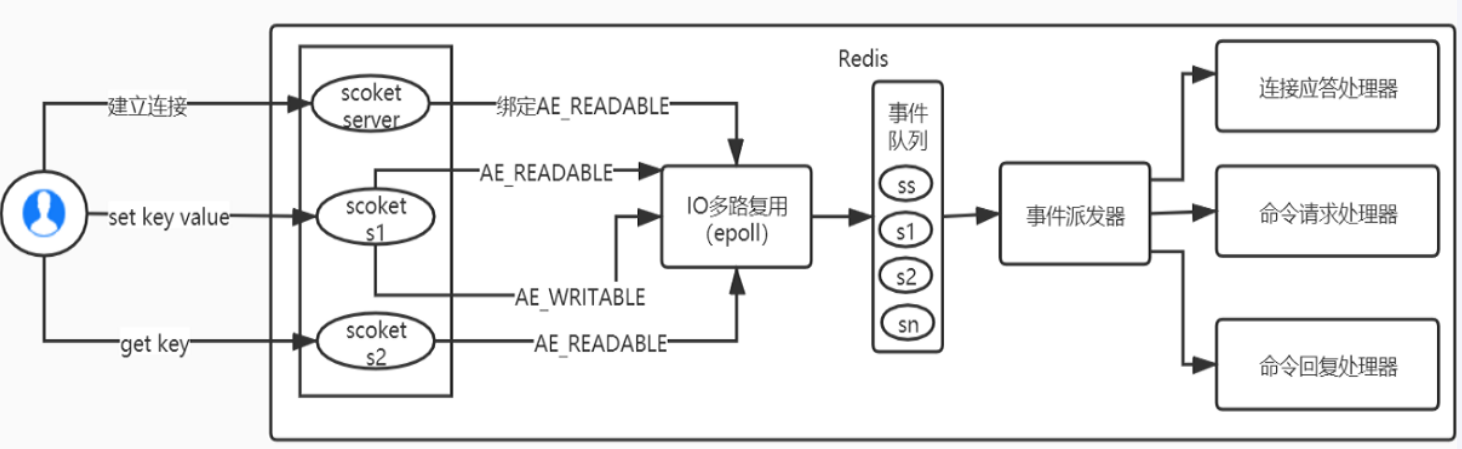 Redis
建立连接
scoket
server
绑定AE_READABLE
set key value
scoket
s1
AE_READABLE
AE_WRITABLE
get key
scoket
s2
AE_READABLE
IO多路复用
(epoll)
事件
队列
ss
s1
s2
sn
事件派发器
连接应答处理器
命令请求处理器
命令回复处理器